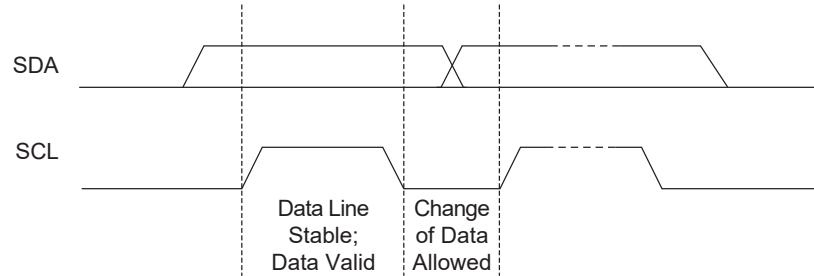 SDA
SCL
Data Line
Stable;
Data Valid
Change
of Data
Allowed